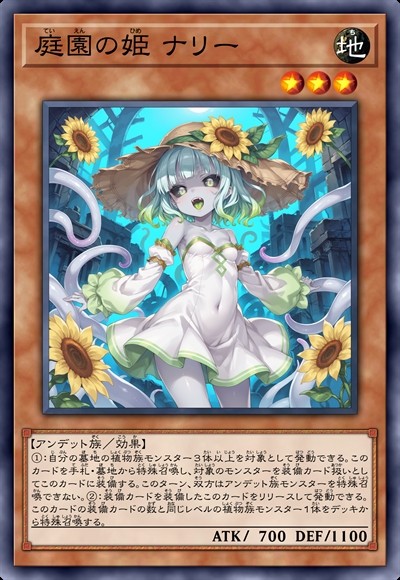 庭園の姫 ナリー
地
【アンデット族／効果】
①:自分の墓地の植物族モンスター3体以上を対象として発動できる。この
カードを手札・墓地から特殊召喚し、対象のモンスターを装備カード扱いとし
てこのカードに装備する。このターン、双方はアンデット族モンスターを特殊召
喚できない。②:装備カードを装備したこのカードをリリースして発動できる。
このカードの装備カードの数と同じレベルの植物族モンスター1体をデッキか
ら特殊召喚する。
ATK/ 700 DEF/1100